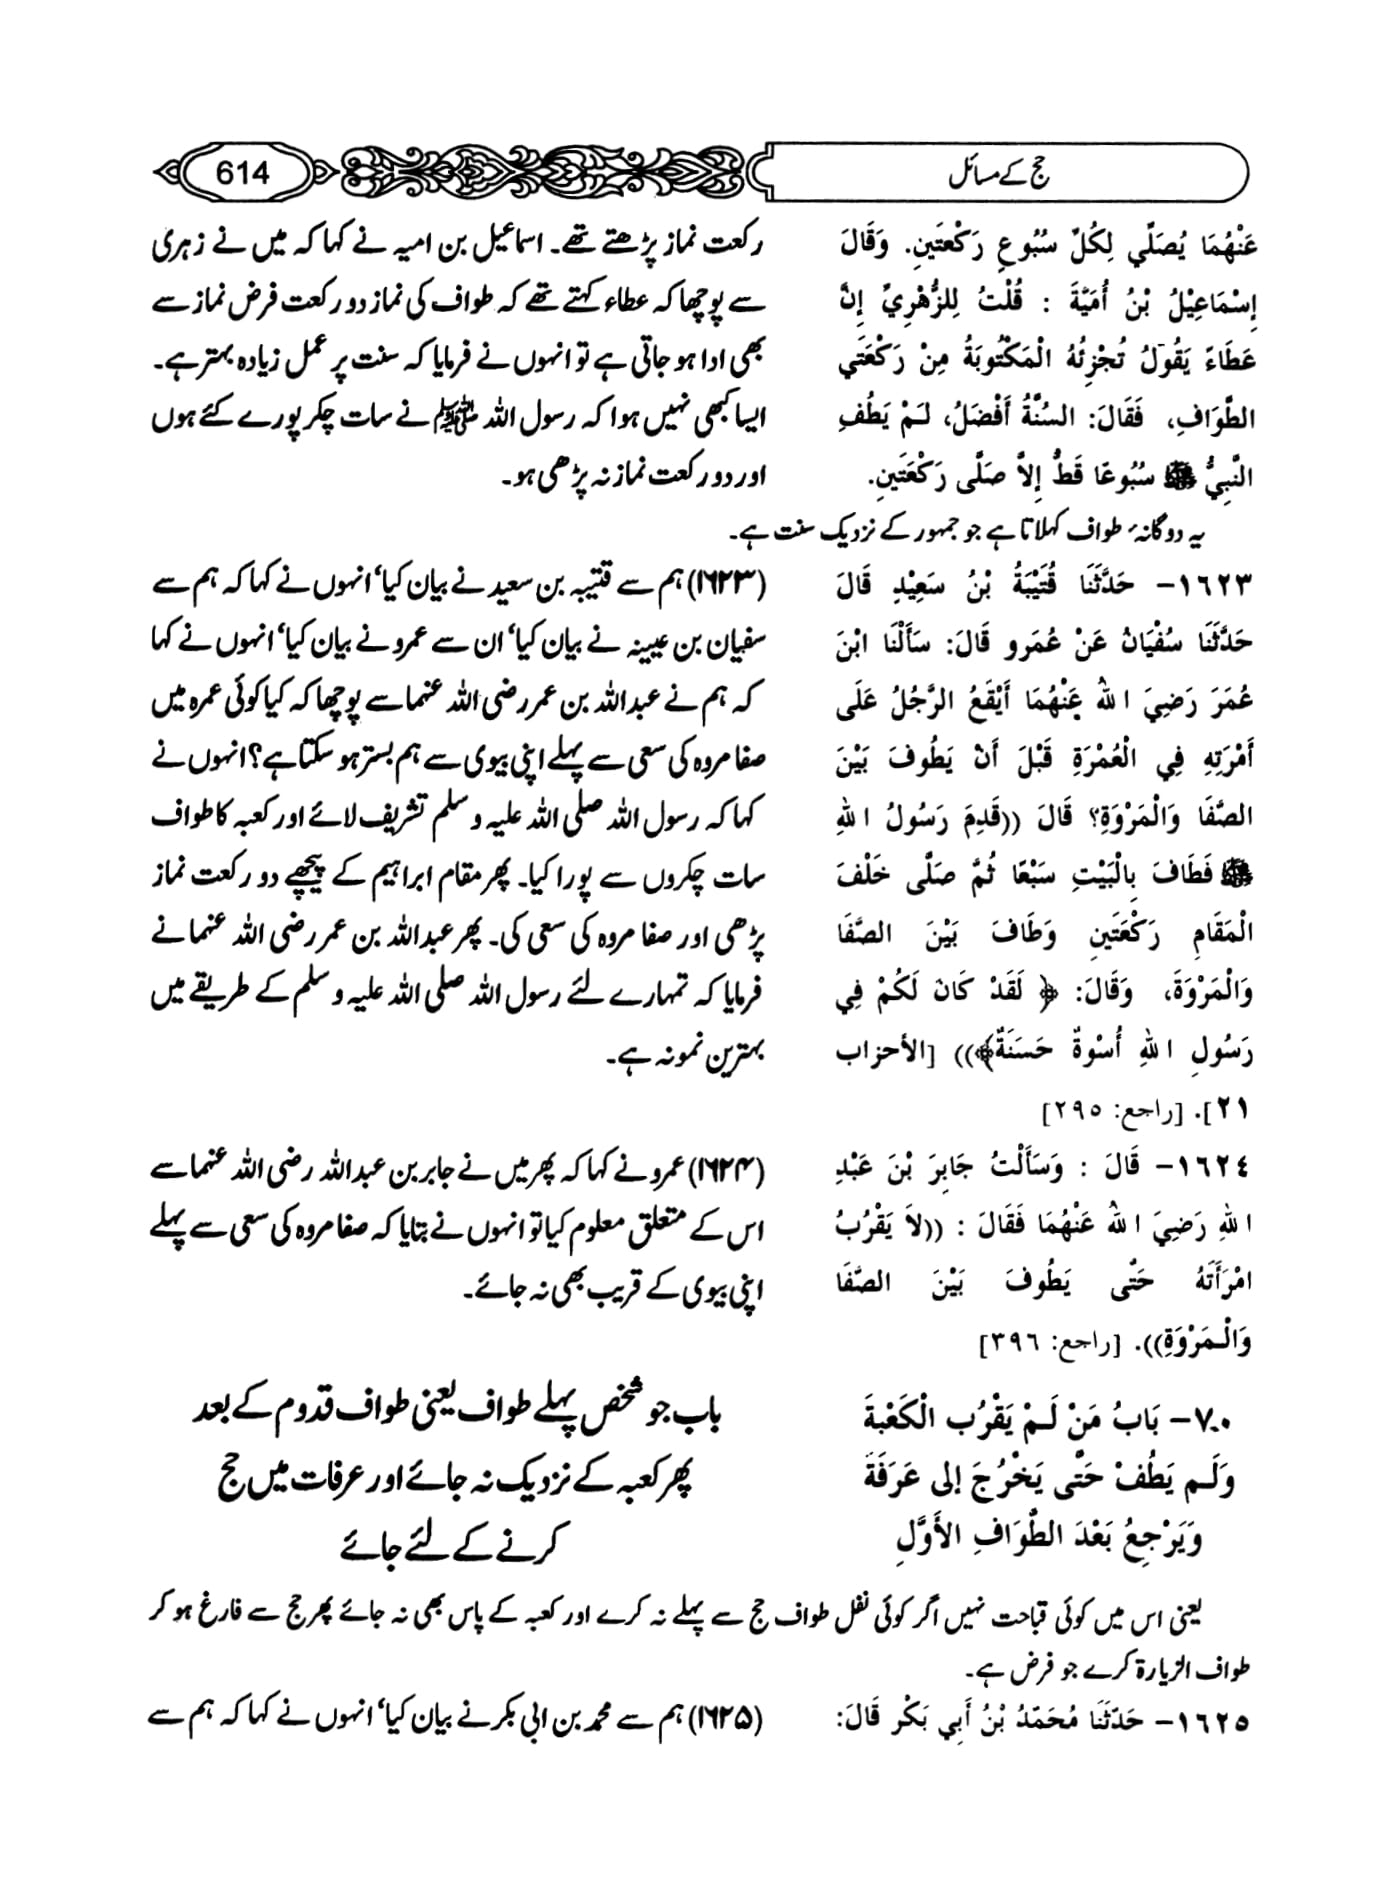 حج کے مسائل
614
عَنْهُمَا يُصَلِّي لِكُلِّ سُبُوعٍ رَكْعَتَينِ. وَقَالَ
إِسْمَاعِيْلُ بْنُ أُمَيَّةَ : قُلْتُ لِلزُّهْرِيِّ إِنَّ
عَطَاءً يَقُولُ تُجْزِئُهُ الْمَكْتُوبَةُ مِنْ رَكْعَتَي
الطَّوَافِ، فَقَالَ: السُّنَّةُ أَفْضَلُ، لَمْ يَطُفِ
النَّبِيُّ ﷺ سُبُوعًا قَطُّ إِلاَّ صَلَّى رَكْعَتَينِ.
رکعت نماز پڑھتے تھے۔ اسماعیل بن امیہ نے کہا کہ میں نے زہری
سے پوچھا کہ عطاء کہتے تھے کہ طواف کی نماز دو رکعت فرض نماز سے
بھی ادا ہو جاتی ہے تو انہوں نے فرمایا کہ سنت پر عمل زیادہ بہتر ہے۔
ایسا کبھی نہیں ہوا کہ رسول اللہ ﷺ نے سات چکر پورے کئے ہوں
اور دو رکعت نماز نہ پڑھی ہو۔
یہ دوگانہ طواف کہلاتا ہے جو جمہور کے نزدیک سنت ہے۔
١٦٢٣- حَدَّثَنَا قُتَيْبَةُ بْنُ سَعِيْدٍ قَالَ
حَدَّثَنَا سُفْيَانُ عَنْ عُمَرو قَالَ: سَأَلْنَا ابْنَ
عُمَرَ رَضِيَ اللهُ عَنْهُمَا أَيَقَعُ الرَّجُلُ عَلَى
أَمْرَتِهِ فِي الْعُمْرَةِ قَبْلَ أَنْ يَطُوفَ بَيْنَ
الصَّفَا وَالْمَرْوَةِ؟ قَالَ ((قَدِمَ رَسُولُ اللهِ
ﷺ فَطَافَ بِالْبَيْتِ سَبْعًا ثُمَّ صَلَّى خَلْفَ
الْمَقَامِ رَكْعَتَينِ وَطَافَ بَيْنَ الصَّفَا
وَالْمَرْوَةَ، وَقَالَ: ﴿لَقَدْ كَانَ لَكُمْ فِي
رَسُولِ اللهِ أُسْوةٌ حَسَنَةٌ﴾)) [الأحزاب
٢١]. [راجع: ٢٩٥]
(۱۶۲۳) ہم سے قتیبہ بن سعید نے بیان کیا' انہوں نے کہا کہ ہم سے
سفیان بن عیینہ نے بیان کیا' ان سے عمرو نے بیان کیا' انہوں نے کہا
کہ ہم نے عبداللہ بن عمر رضی اللہ عنہما سے پوچھا کہ کیا کوئی عمرہ میں
صفا مروہ کی سعی سے پہلے اپنی بیوی سے ہم بستر ہو سکتا ہے؟ انہوں نے
کہا کہ رسول اللہ صلی اللہ علیہ و سلم تشریف لائے اور کعبہ کا طواف
سات چکروں سے پورا کیا۔ پھر مقام ابراہیم کے پیچھے دو رکعت نماز
پڑھی اور صفا مروہ کی سعی کی۔ پھر عبداللہ بن عمر رضی اللہ عنہما نے
فرمایا کہ تمہارے لئے رسول اللہ صلی اللہ علیہ و سلم کے طریقے میں
بہترین نمونہ ہے۔
١٦٢٤- قَالَ : وَسَأَلْتُ جَابِرَ بْنَ عَبْدِ
اللهِ رَضِيَ اللهُ عَنْهُمَا فَقَالَ : ((لاَ يَقْرُبُ
امْرَأَتَهُ حَتَّى يَطُوفَ بَيْنَ الصَّفَا
وَالْمَرْوَةِ)). [راجع: ٣٩٦]
(۱۶۲۴) عمرو نے کہا کہ پھر میں نے جابر بن عبداللہ رضی اللہ عنہما سے
اس کے متعلق معلوم کیا تو انہوں نے بتایا کہ صفا مروہ کی سعی سے پہلے
اپنی بیوی کے قریب بھی نہ جائے۔
٧٠- بَابُ مَنْ لَمْ يَقْرُبِ الْكَعْبَةَ
وَلَم يَطُفْ حَتَّى يَخْرُجَ إلى عَرَفَةَ
وَيَرْجِعُ بَعْدَ الطَّوَافِ الأَوَّلِ
باب جو شخص پہلے طواف یعنی طواف قدوم کے بعد
پھر کعبہ کے نزدیک نہ جائے اور عرفات میں حج
کرنے کے لئے جائے
یعنی اس میں کوئی قباحت نہیں اگر کوئی نفل طواف حج سے پہلے نہ کرے اور کعبہ کے پاس بھی نہ جائے پھر حج سے فارغ ہو کر
طواف الزیارۃ کرے جو فرض ہے۔
١٦٢٥- حَدَّثَنَا مُحَمَّدُ بْنُ أَبِي بَكْرٍ قَالَ:
(۱۶۲۵) ہم سے محمد بن ابی بکر نے بیان کیا' انہوں نے کہا کہ ہم سے